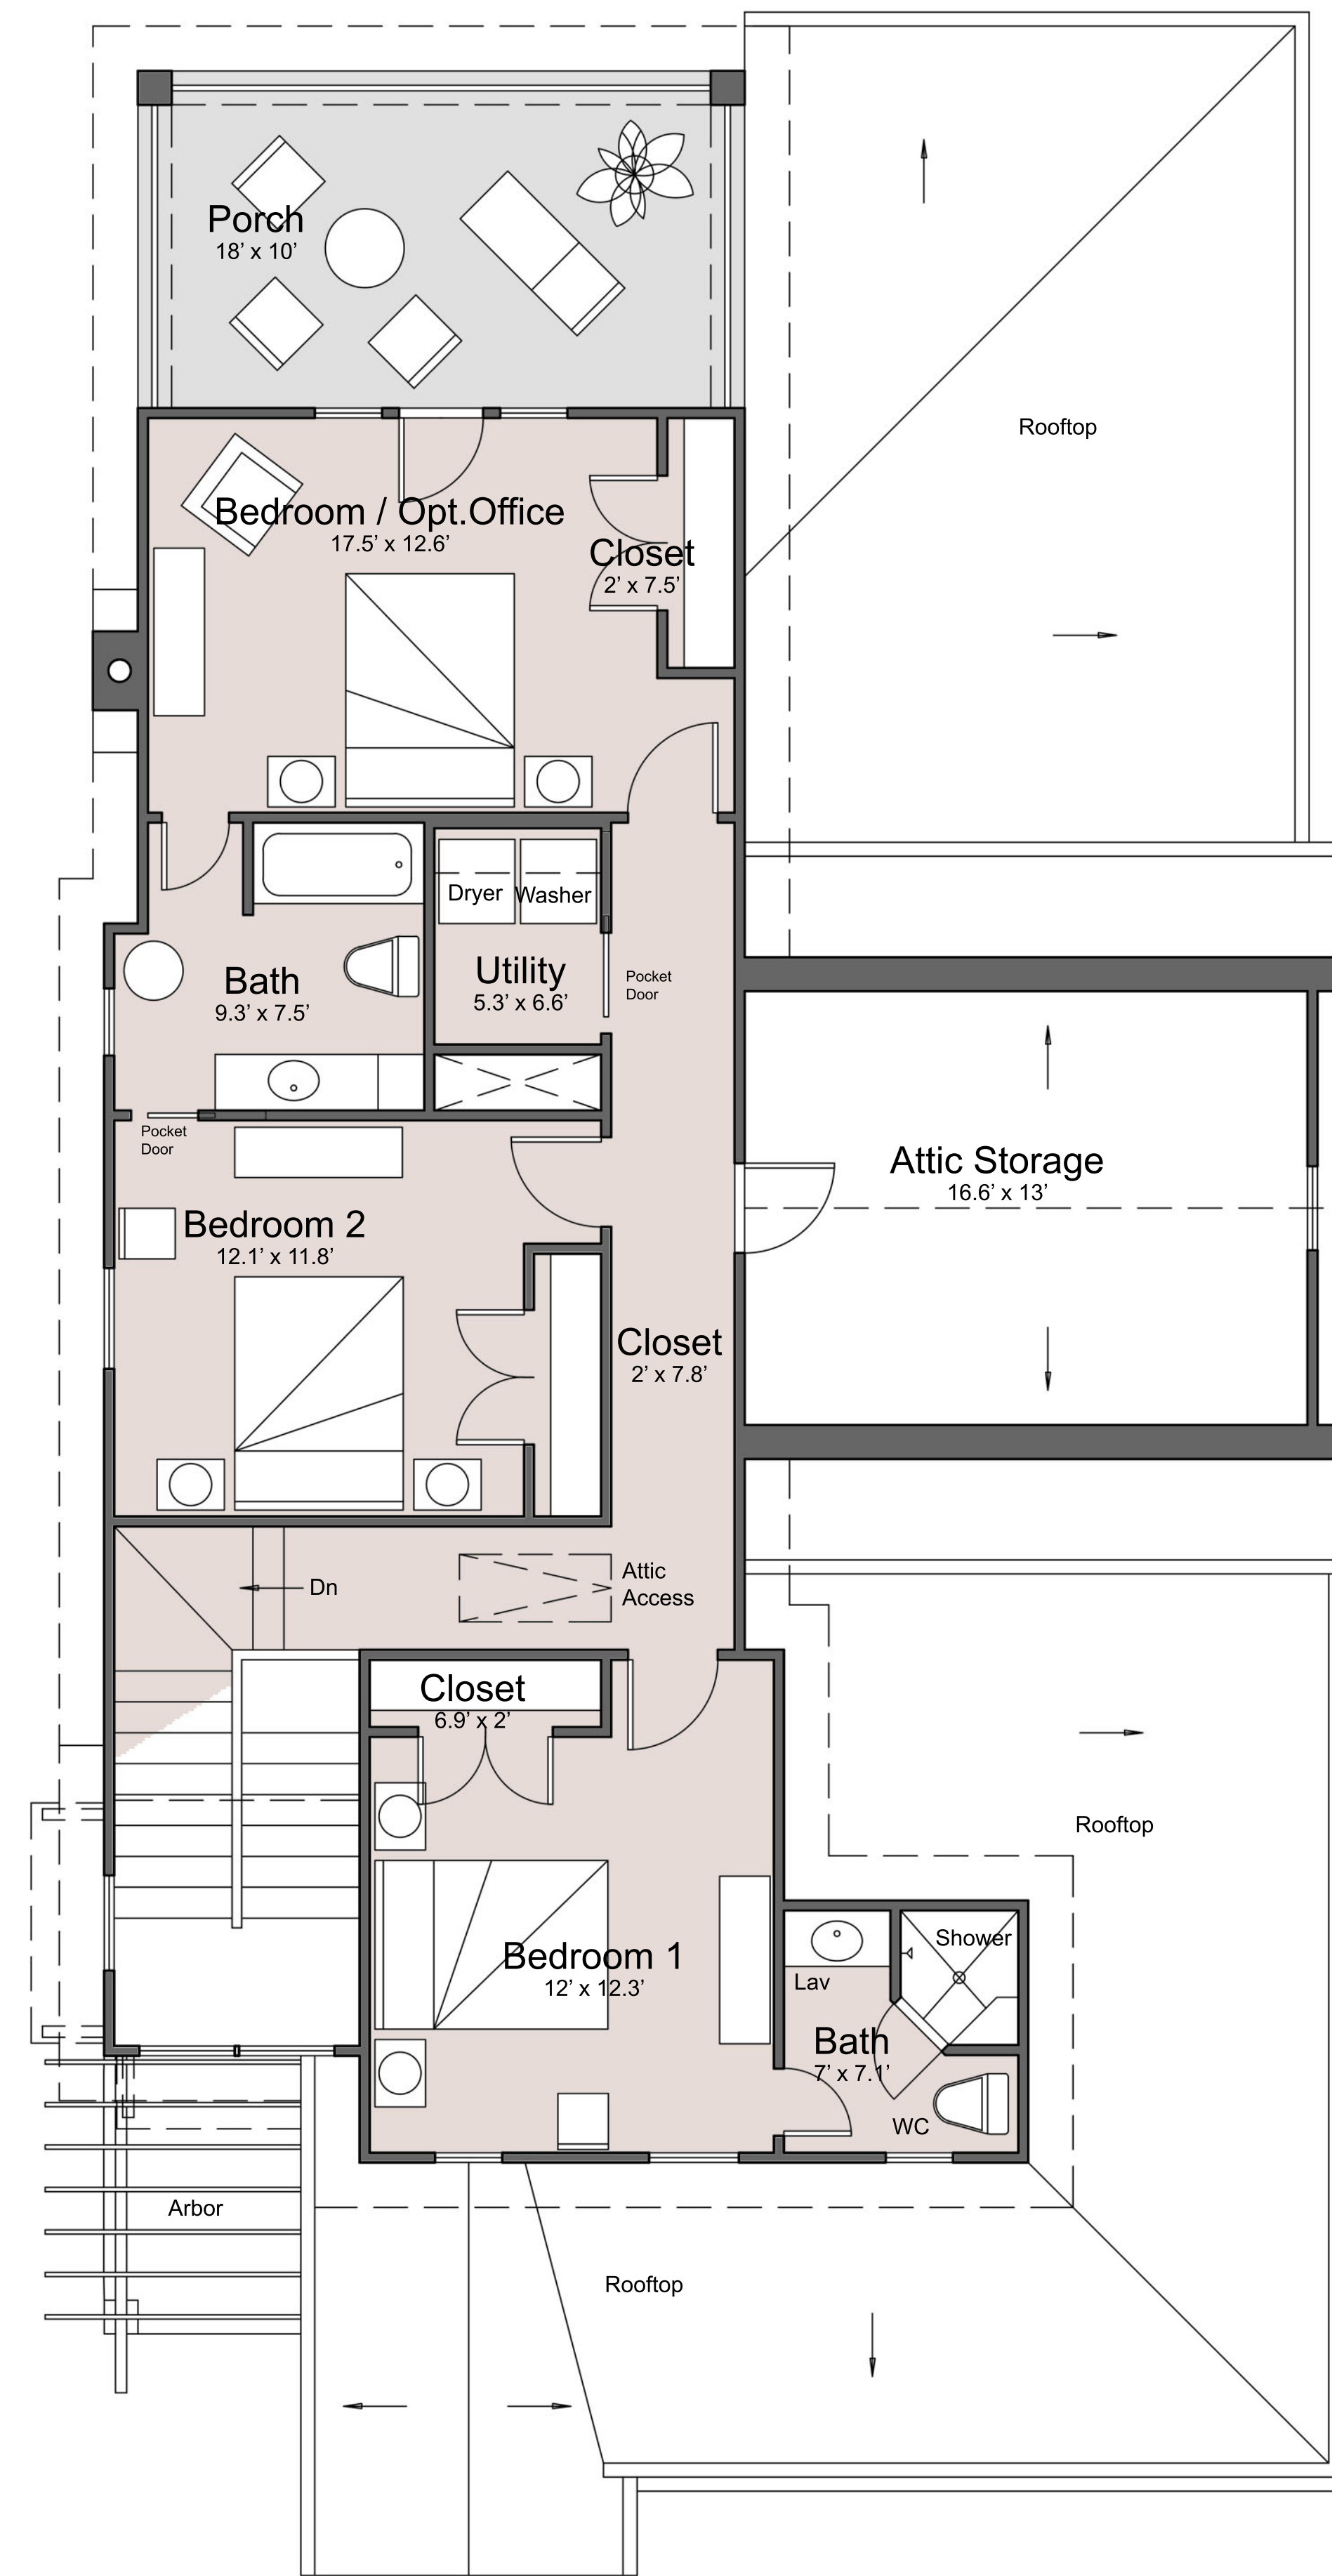 Porch
18’ x 10’
Rooftop
Bedroom / Opt.Office
17.5’ x 12.6’
Closet
2’ x 7.5’
Dryer
Washer
Bath
9.3’ x 7.5’
Utility
5.3’ x 6.6’
Pocket
Door
Pocket
Door
Bedroom 2
12.1’ x 11.8’
Attic Storage
16.6’ x 13’
Closet
2’ x 7.8’
Dn
Attic
Access
Closet
6.9’ x 2’
Rooftop
Bedroom 1
12’ x 12.3’
Shower
Lav
Bath
7’ x 7.1’
WC
Arbor
Rooftop